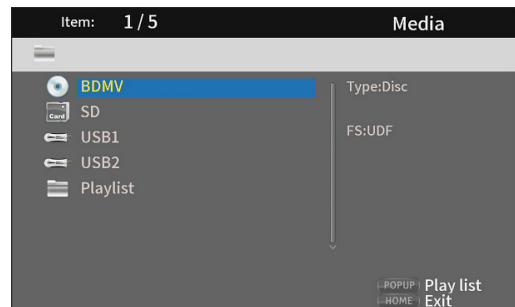 Item: 1/5 Media
BDMV Type:Disc
Card SD
USB1 FS:UDF
USB2
Playlist
POPUP Play list
HOME Exit